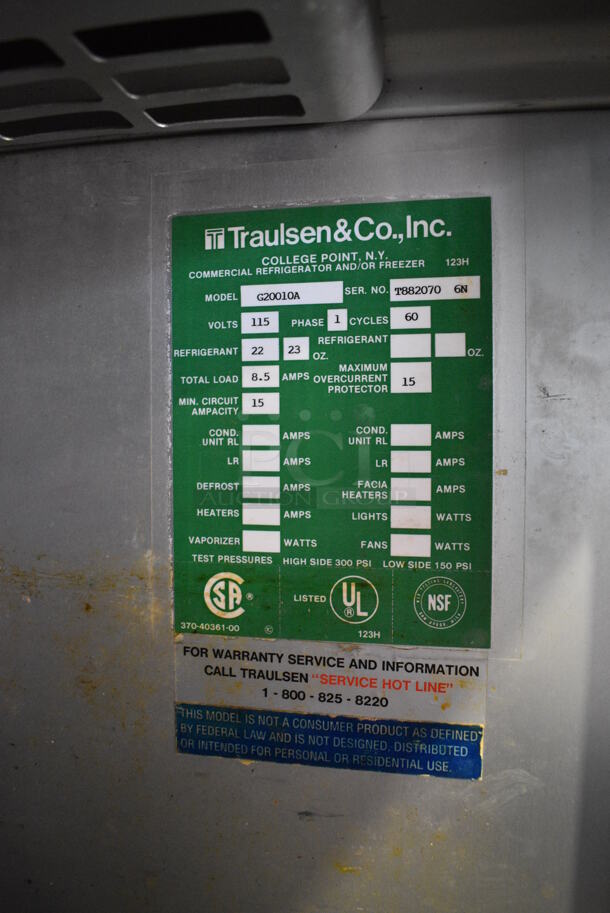 Traulsen&Co.,Inc.
COLLEGE POINT, N.Y.
COMMERCIAL REFRIGERATOR AND/OR FREEZER 123H
MODEL G20010A SER. NO. T882070 6N
VOLTS 115 PHASE 1 CYCLES 60
REFRIGERANT 22 23 OZ. REFRIGERANT OZ.
TOTAL LOAD 8.5 AMPS MAXIMUM OVERCURRENT PROTECTOR 15
MIN. CIRCUIT AMPACITY 15
COND. UNIT RL AMPS COND. UNIT RL AMPS
LR AMPS LR AMPS
DEFROST AMPS FACIA HEATERS AMPS
HEATERS AMPS LIGHTS WATTS
VAPORIZER WATTS FANS WATTS
TEST PRESSURES HIGH SIDE 300 PSI LOW SIDE 150 PSI
SA ® LISTED UL ® NSF
370-40361-00 © 123H
FOR WARRANTY SERVICE AND INFORMATION
CALL TRAULSEN "SERVICE HOT LINE"
1 - 800 - 825 - 8220
THIS MODEL IS NOT A CONSUMER PRODUCT AS DEFINED
BY FEDERAL LAW AND IS NOT DESIGNED, DISTRIBUTED
OR INTENDED FOR PERSONAL OR RESIDENTIAL USE.
PCI
AUCTION GROUP